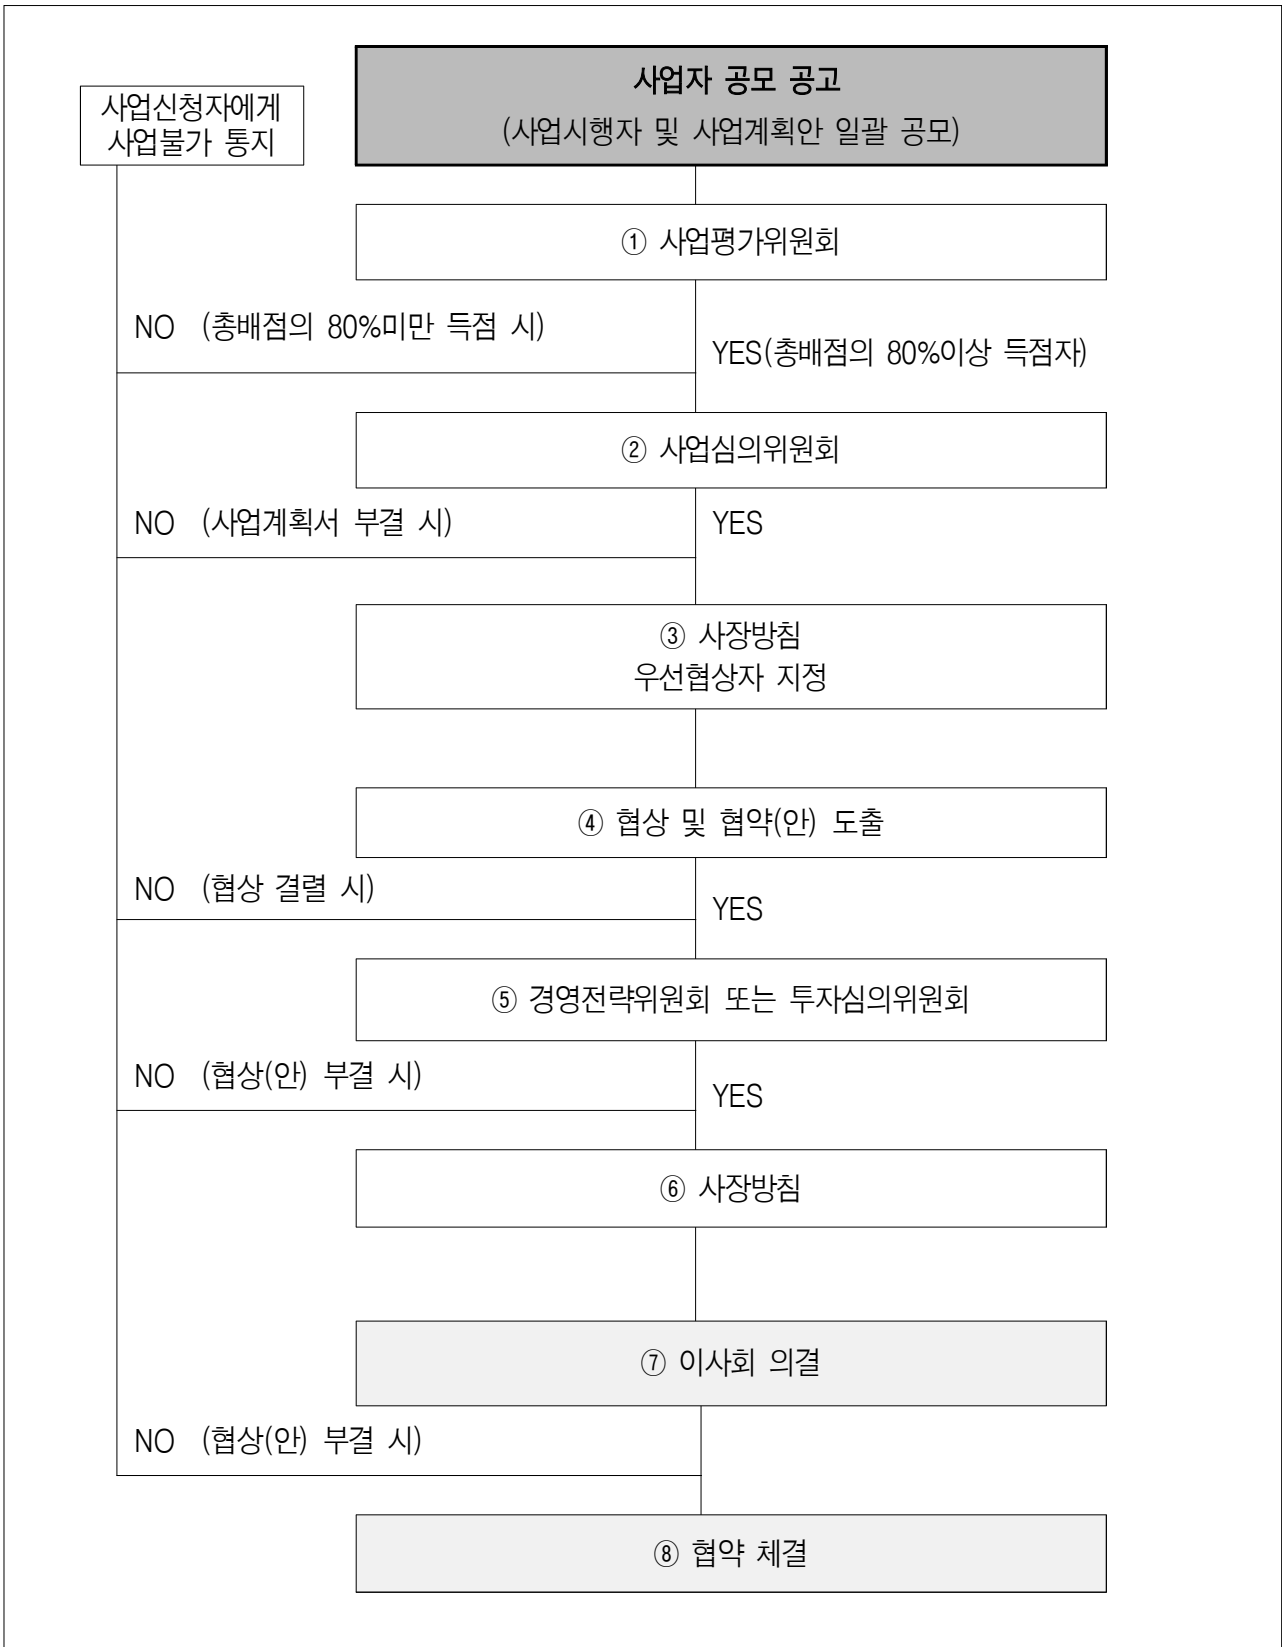 사업자 공모 공고
(사업시행자 및 사업계획안 일괄 공모)
사업신청자에게
사업불가 통지
① 사업평가위원회
NO (총배점의 80%미만 득점 시)
YES(총배점의 80%이상 득점자)
② 사업심의위원회
NO (사업계획서 부결 시)
YES
③ 사장방침
우선협상자 지정
④ 협상 및 협약(안) 도출
NO (협상 결렬 시)
YES
⑤ 경영전략위원회 또는 투자심의위원회
NO (협상(안) 부결 시)
YES
⑥ 사장방침
⑦ 이사회 의결
NO (협상(안) 부결 시)
⑧ 협약 체결